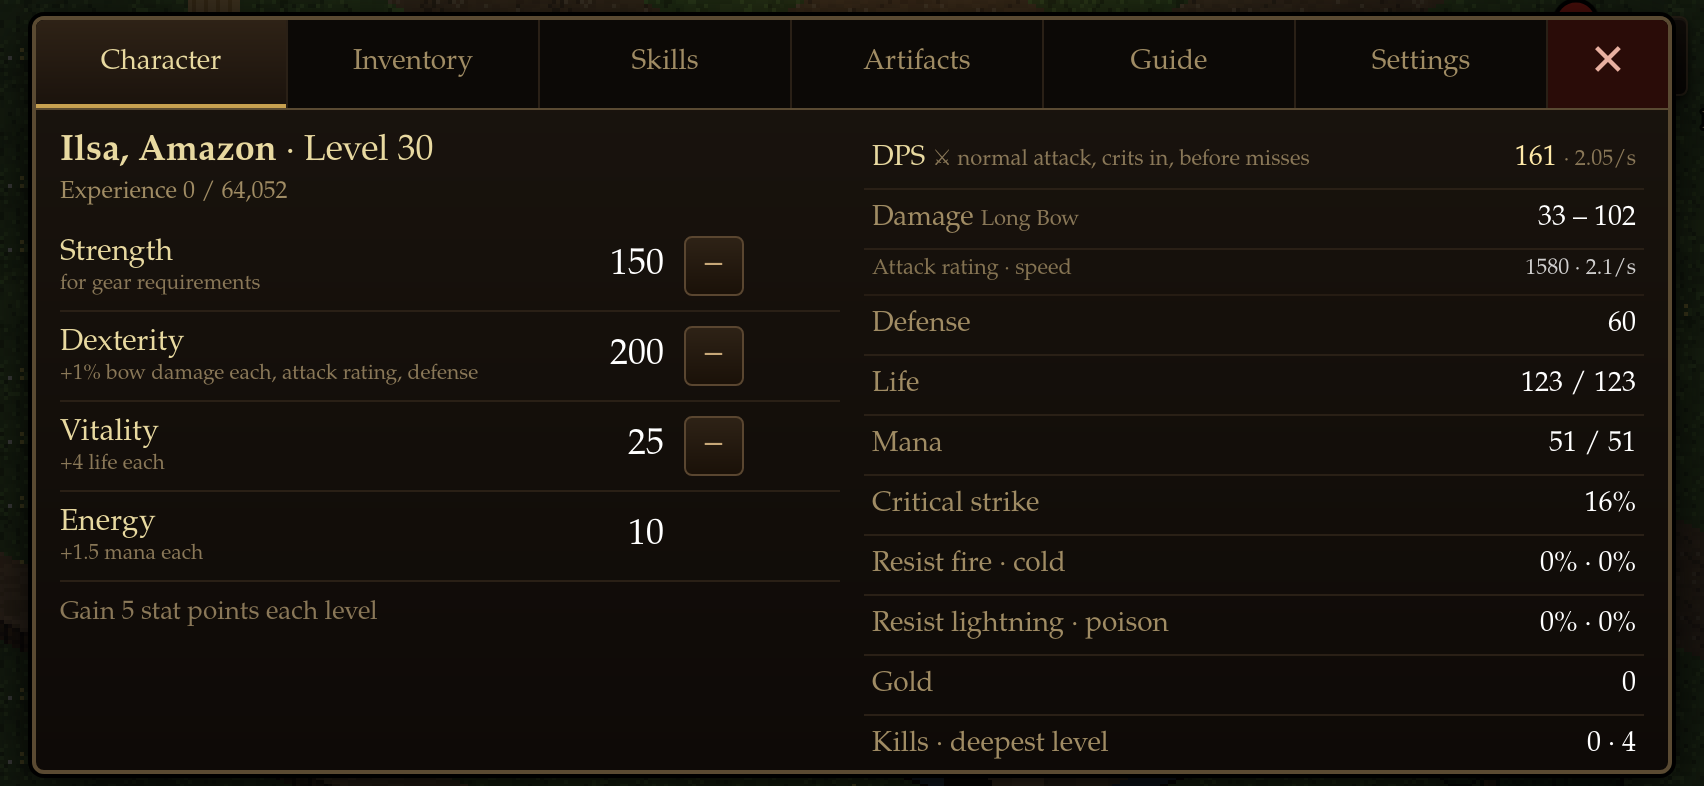 Character Inventory Skills Artifacts Guide Settings ✕
Ilsa, Amazon · Level 30
Experience 0 / 64,052
Strength 150 –
for gear requirements
Dexterity 200 –
+1% bow damage each, attack rating, defense
Vitality 25 –
+4 life each
Energy 10
+1.5 mana each
Gain 5 stat points each level
DPS ⚔ normal attack, crits in, before misses 161 · 2.05/s
Damage Long Bow 33 – 102
Attack rating · speed 1580 · 2.1/s
Defense 60
Life 123 / 123
Mana 51 / 51
Critical strike 16%
Resist fire · cold 0% · 0%
Resist lightning · poison 0% · 0%
Gold 0
Kills · deepest level 0 · 4